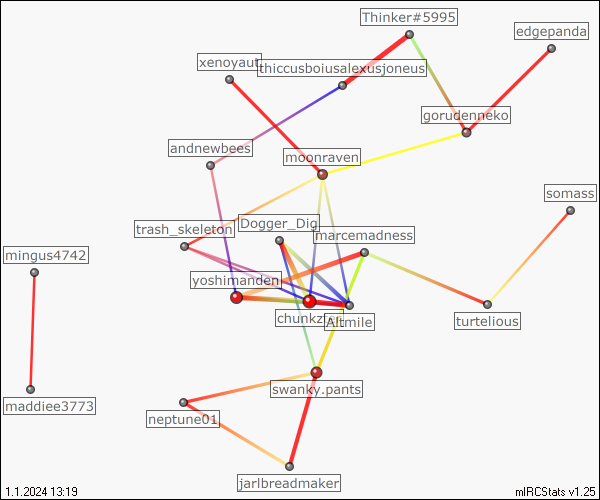 Thinker#5995
edgepanda
xenoyaut
thiccusboiusalexusjoneus
gorudenneko
andnewbees
moonraven
somass
trash_skeleton
Dogger_Dig
marcemadness
mingus4742
yoshimanden
Altmile
turtelious
swanky.pants
maddiee3773
neptune01
jarlbreadmaker
1.1.2024 13:19
mIRCStats v1.25